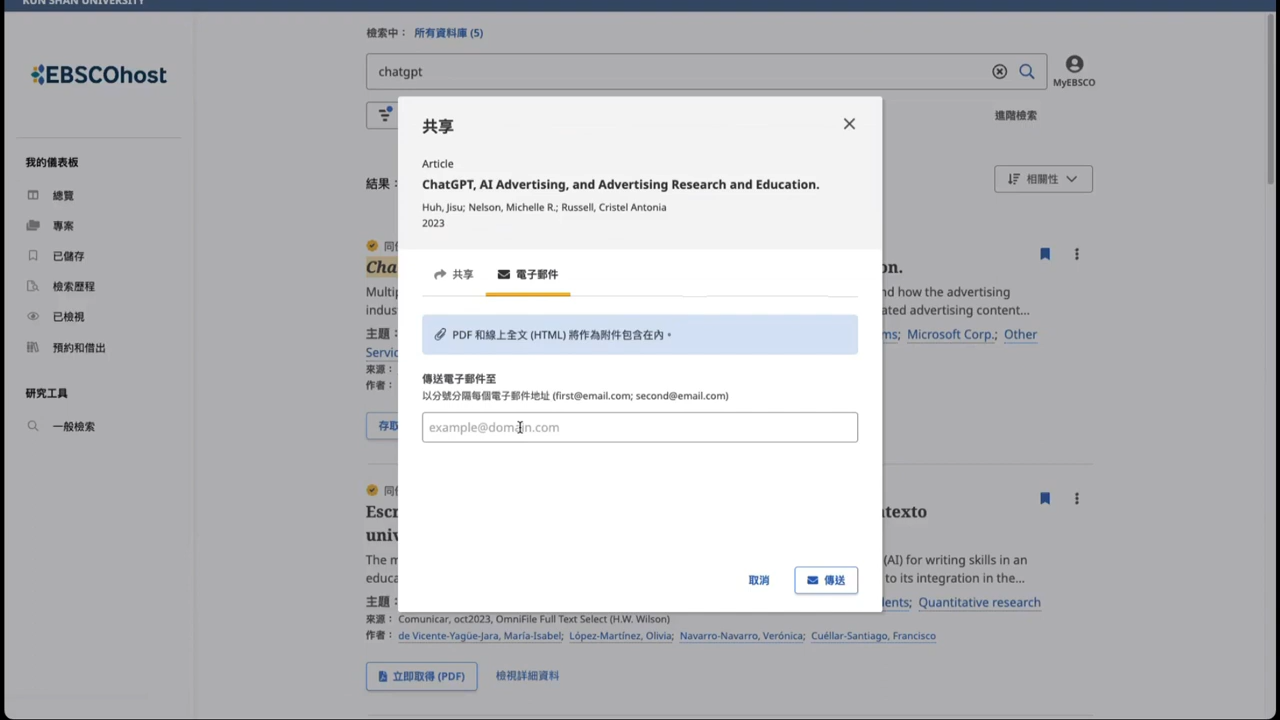 KUN SHAN UNIVERSITY
EBSCOhost
我的儀表板
總覽
專案
已儲存
檢索歷程
已檢視
預約和借出
研究工具
一般檢索
檢索中： 所有資料庫 (5)
chatgpt
MyEBSCO
進階檢索
結果：
相關性
共享
Article
ChatGPT, AI Advertising, and Advertising Research and Education.
Huh, Jisu; Nelson, Michelle R.; Russell, Cristel Antonia
2023
共享 電子郵件
PDF 和線上全文 (HTML) 將作為附件包含在內。
傳送電子郵件至
以分號分隔每個電子郵件地址 (first@email.com; second@email.com)
example@domain.com
取消 傳送
Cha on.
Multip d how the advertising
indus ated advertising content...
主題： ms; Microsoft Corp.; Other
Servic
來源：
作者：
存取
Escr ntexto
univ
The m (AI) for writing skills in an
educa to its integration in the...
主題： ents; Quantitative research
來源： Comunicar, oct2023, OmniFile Full Text Select (H.W. Wilson)
作者： de Vicente-Yagüe-Jara, María-Isabel; López-Martínez, Olivia; Navarro-Navarro, Verónica; Cuéllar-Santiago, Francisco
立即取得 (PDF) 檢視詳細資料